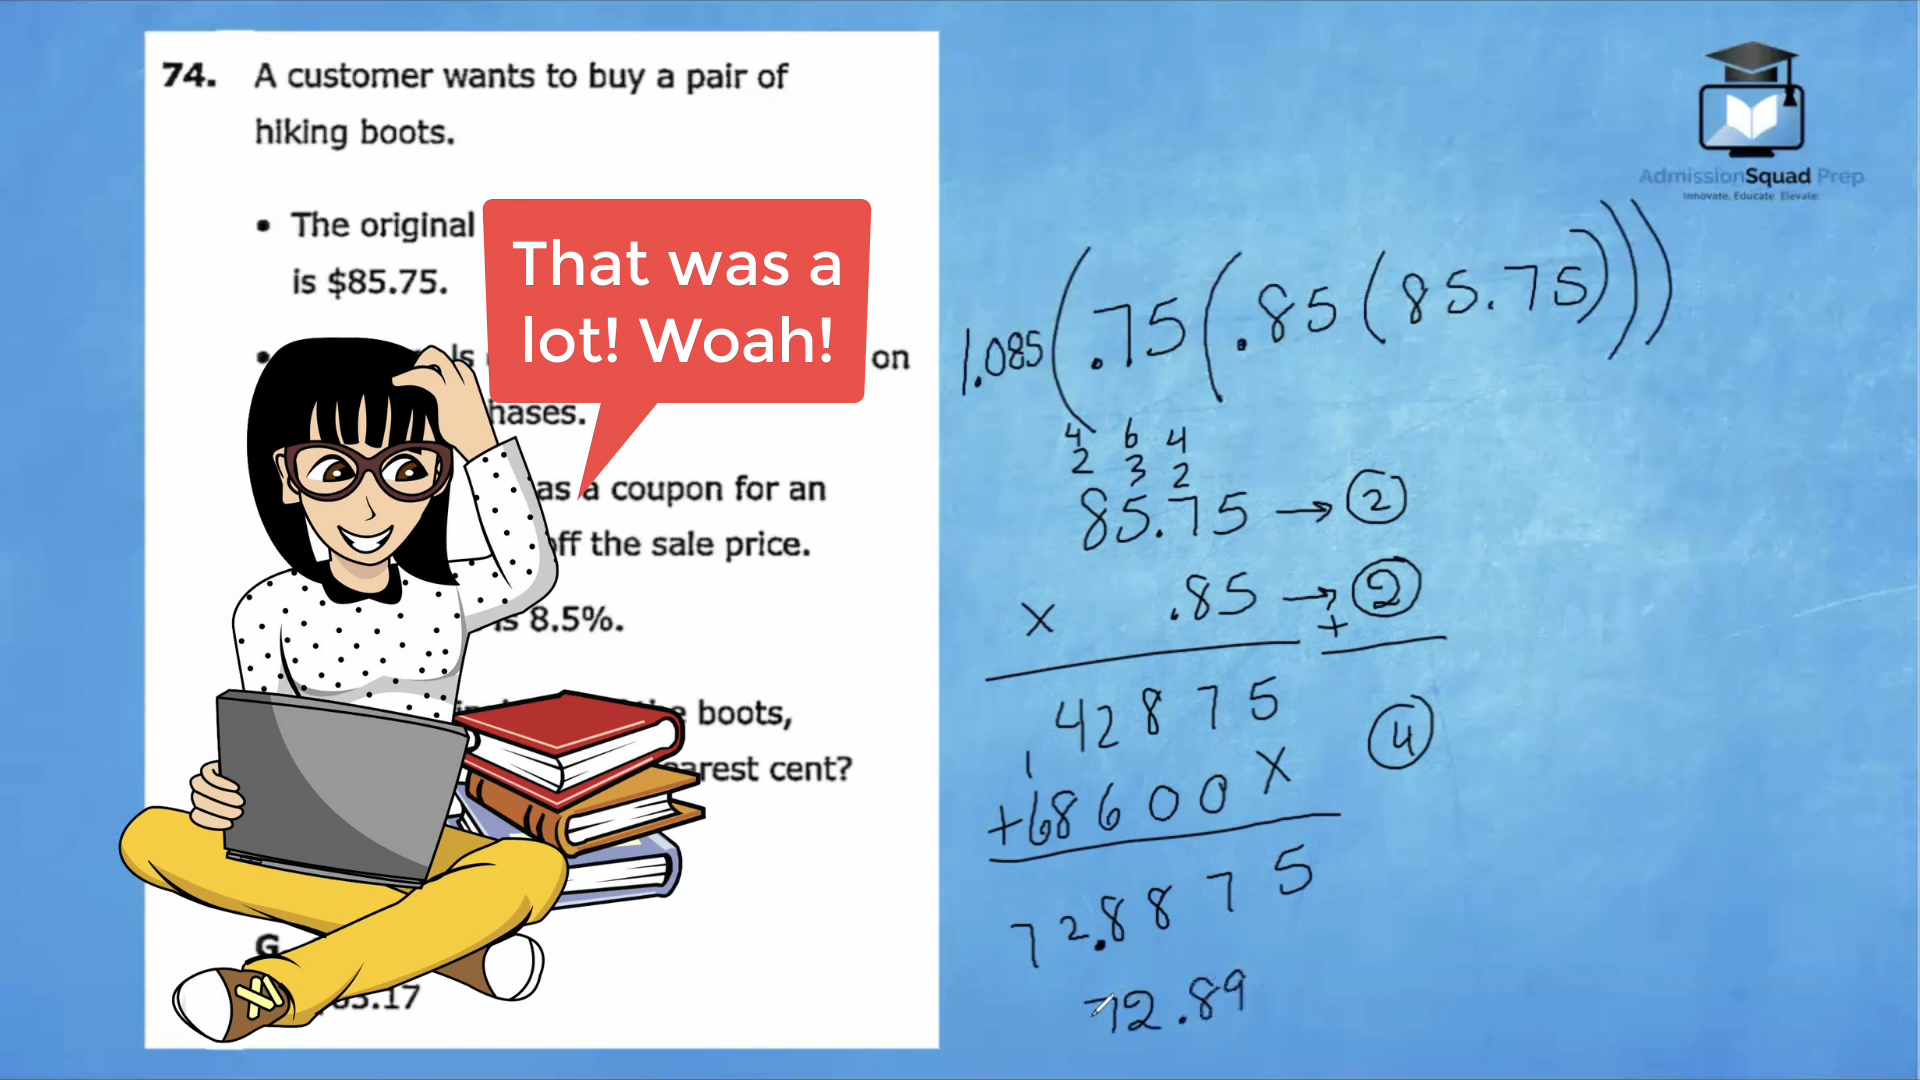 74. A customer wants to buy a pair of
hiking boots.
• The original
is $85.75.
on
hases.
as a coupon for an
ff the sale price.
is 8.5%.
boots,
earest cent?
G
.17
That was a
lot! Woah!
AdmissionSquad Prep
Innovate. Educate. Elevate.
1.085(.75(.85(85.75)))
4 6 4
2 3 2
85.75 → 2
x .85 → 2
+
42875
4
1
+68600x
72.8875
72.89